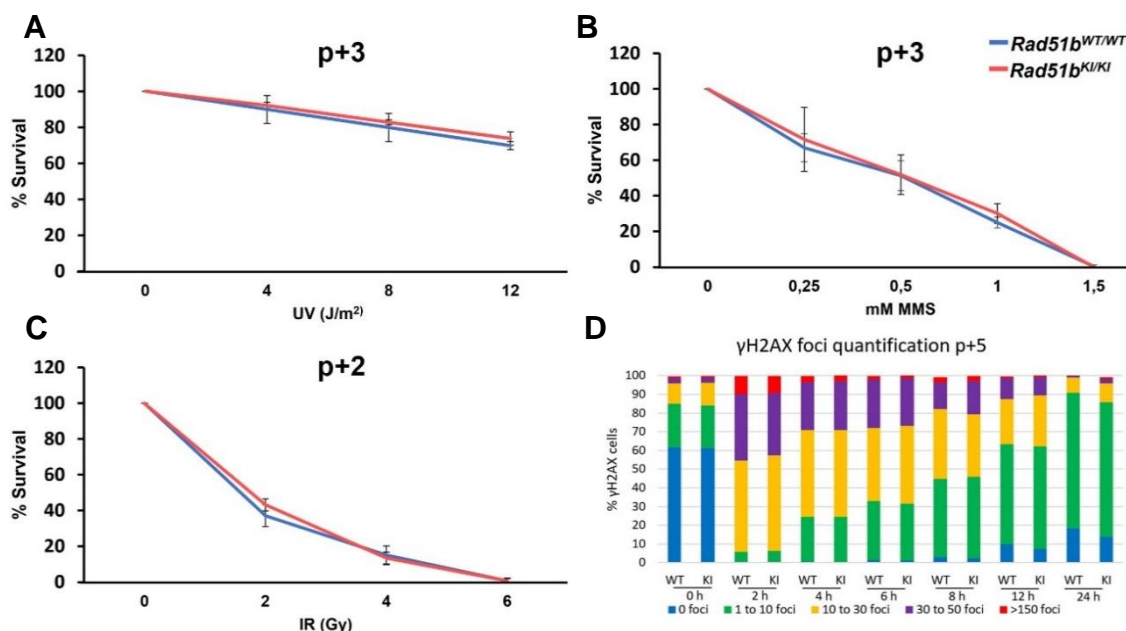 A
p+3
120
100
80
60
40
20
0
% Survival
0 4 8 12
UV (J/m²)
B
p+3
Rad51b^WT/WT
Rad51b^KI/KI
120
100
80
60
40
20
0
% Survival
0 0,25 0,5 1 1,5
mM MMS
C
p+2
120
100
80
60
40
20
0
% Survival
0 2 4 6
IR (Gy)
D
γH2AX foci quantification p+5
100
90
80
70
60
50
40
30
20
10
0
% γH2AX cells
WT KI WT KI WT KI WT KI WT KI WT KI WT KI
0 h 2 h 4 h 6 h 8 h 12 h 24 h
0 foci 1 to 10 foci 10 to 30 foci 30 to 50 foci >150 foci